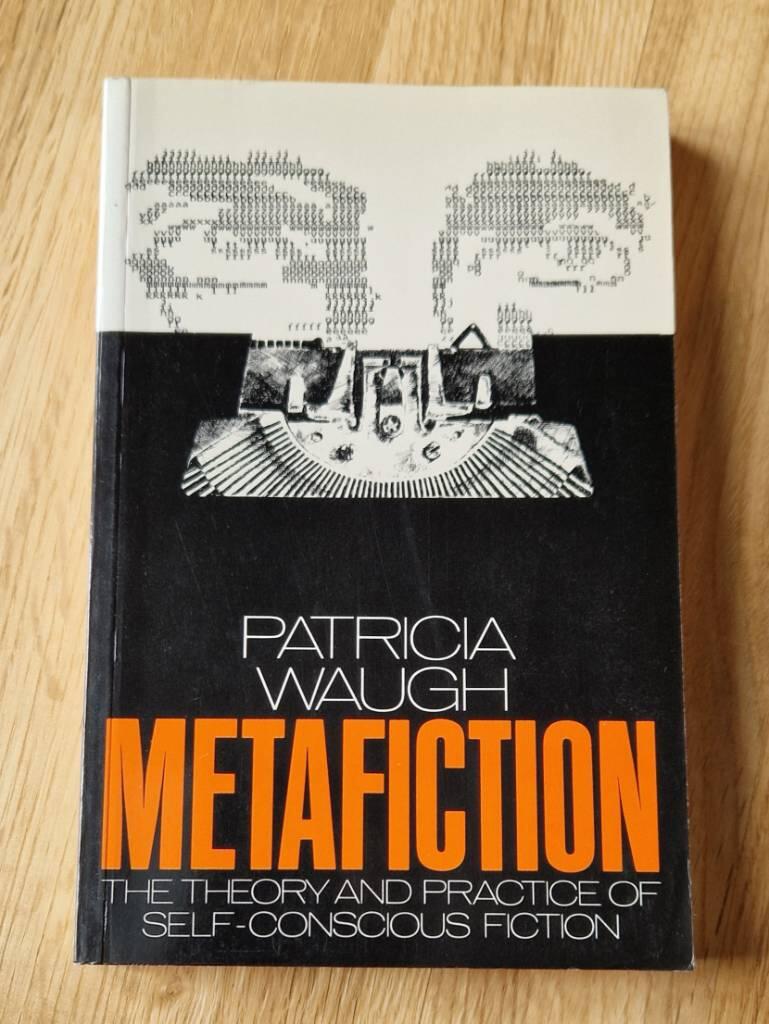 PATRICIA
WAUGH
METAFICTION
THE THEORY AND PRACTICE OF
SELF-CONSCIOUS FICTION